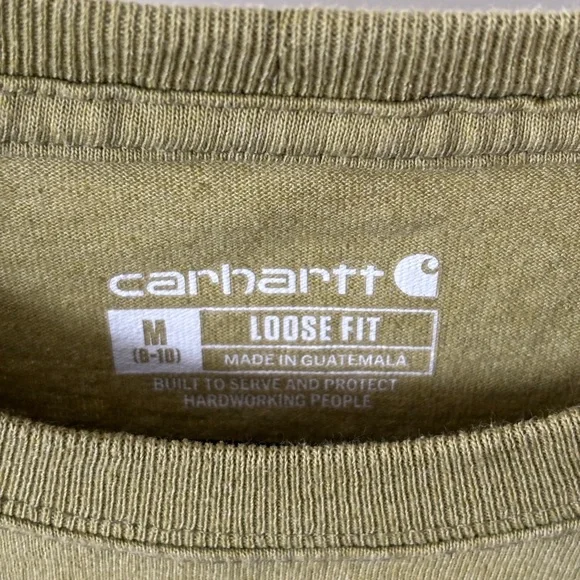 carhartt
M
(8-10)
LOOSE FIT
MADE IN GUATEMALA
BUILT TO SERVE AND PROTECT
HARDWORKING PEOPLE